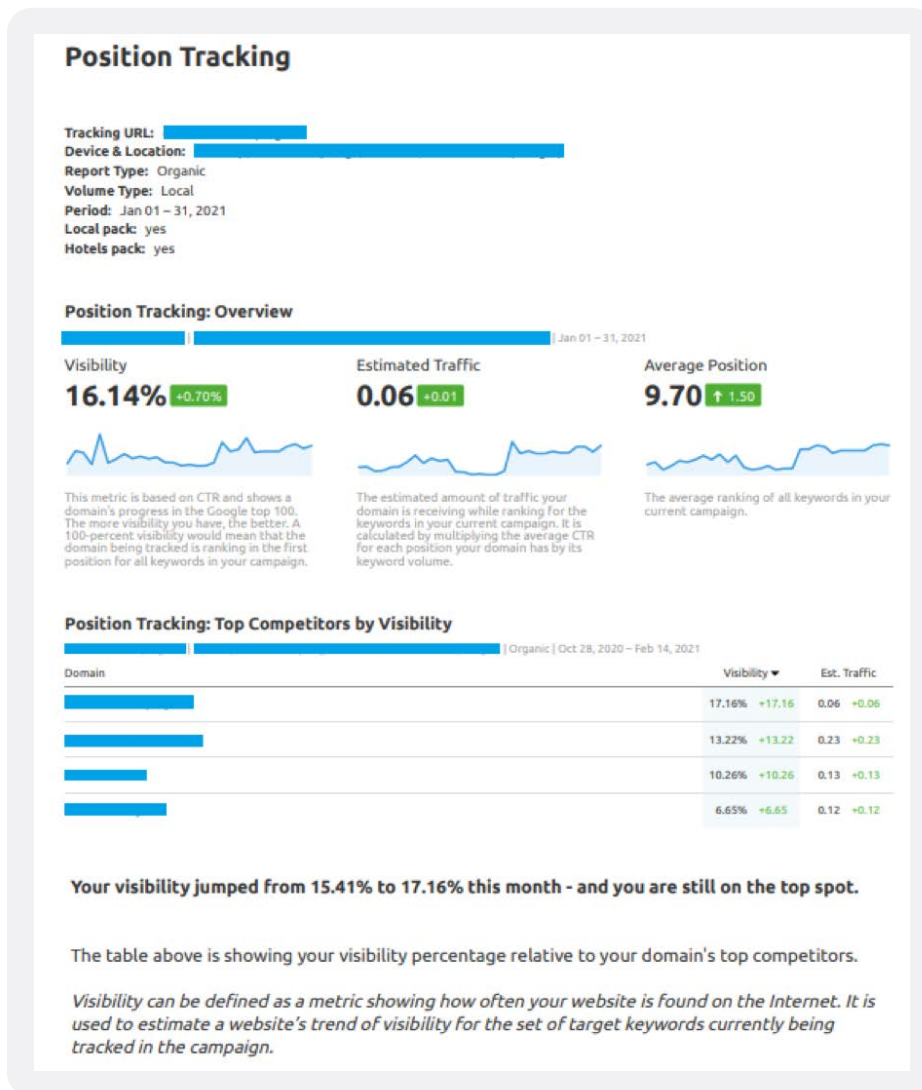 Position Tracking
Tracking URL:
Device & Location:
Report Type: Organic
Volume Type: Local
Period: Jan 01 – 31, 2021
Local pack: yes
Hotels pack: yes
Position Tracking: Overview
| | Jan 01 – 31, 2021
Visibility
16.14% +0.70%
This metric is based on CTR and shows a
domain's progress in the Google top 100.
The more visibility you have, the better. A
100-percent visibility would mean that the
domain being tracked is ranking in the first
position for all keywords in your campaign.
Estimated Traffic
0.06 +0.01
The estimated amount of traffic your
domain is receiving while ranking for the
keywords in your current campaign. It is
calculated by multiplying the average CTR
for each position your domain has by its
keyword volume.
Average Position
9.70 ↑ 1.50
The average ranking of all keywords in your
current campaign.
Position Tracking: Top Competitors by Visibility
| | Organic | Oct 28, 2020 – Feb 14, 2021
Domain Visibility ▼ Est. Traffic
17.16% +17.16 0.06 +0.06
13.22% +13.22 0.23 +0.23
10.26% +10.26 0.13 +0.13
6.65% +6.65 0.12 +0.12
Your visibility jumped from 15.41% to 17.16% this month - and you are still on the top spot.
The table above is showing your visibility percentage relative to your domain's top competitors.
Visibility can be defined as a metric showing how often your website is found on the Internet. It is
used to estimate a website's trend of visibility for the set of target keywords currently being
tracked in the campaign.